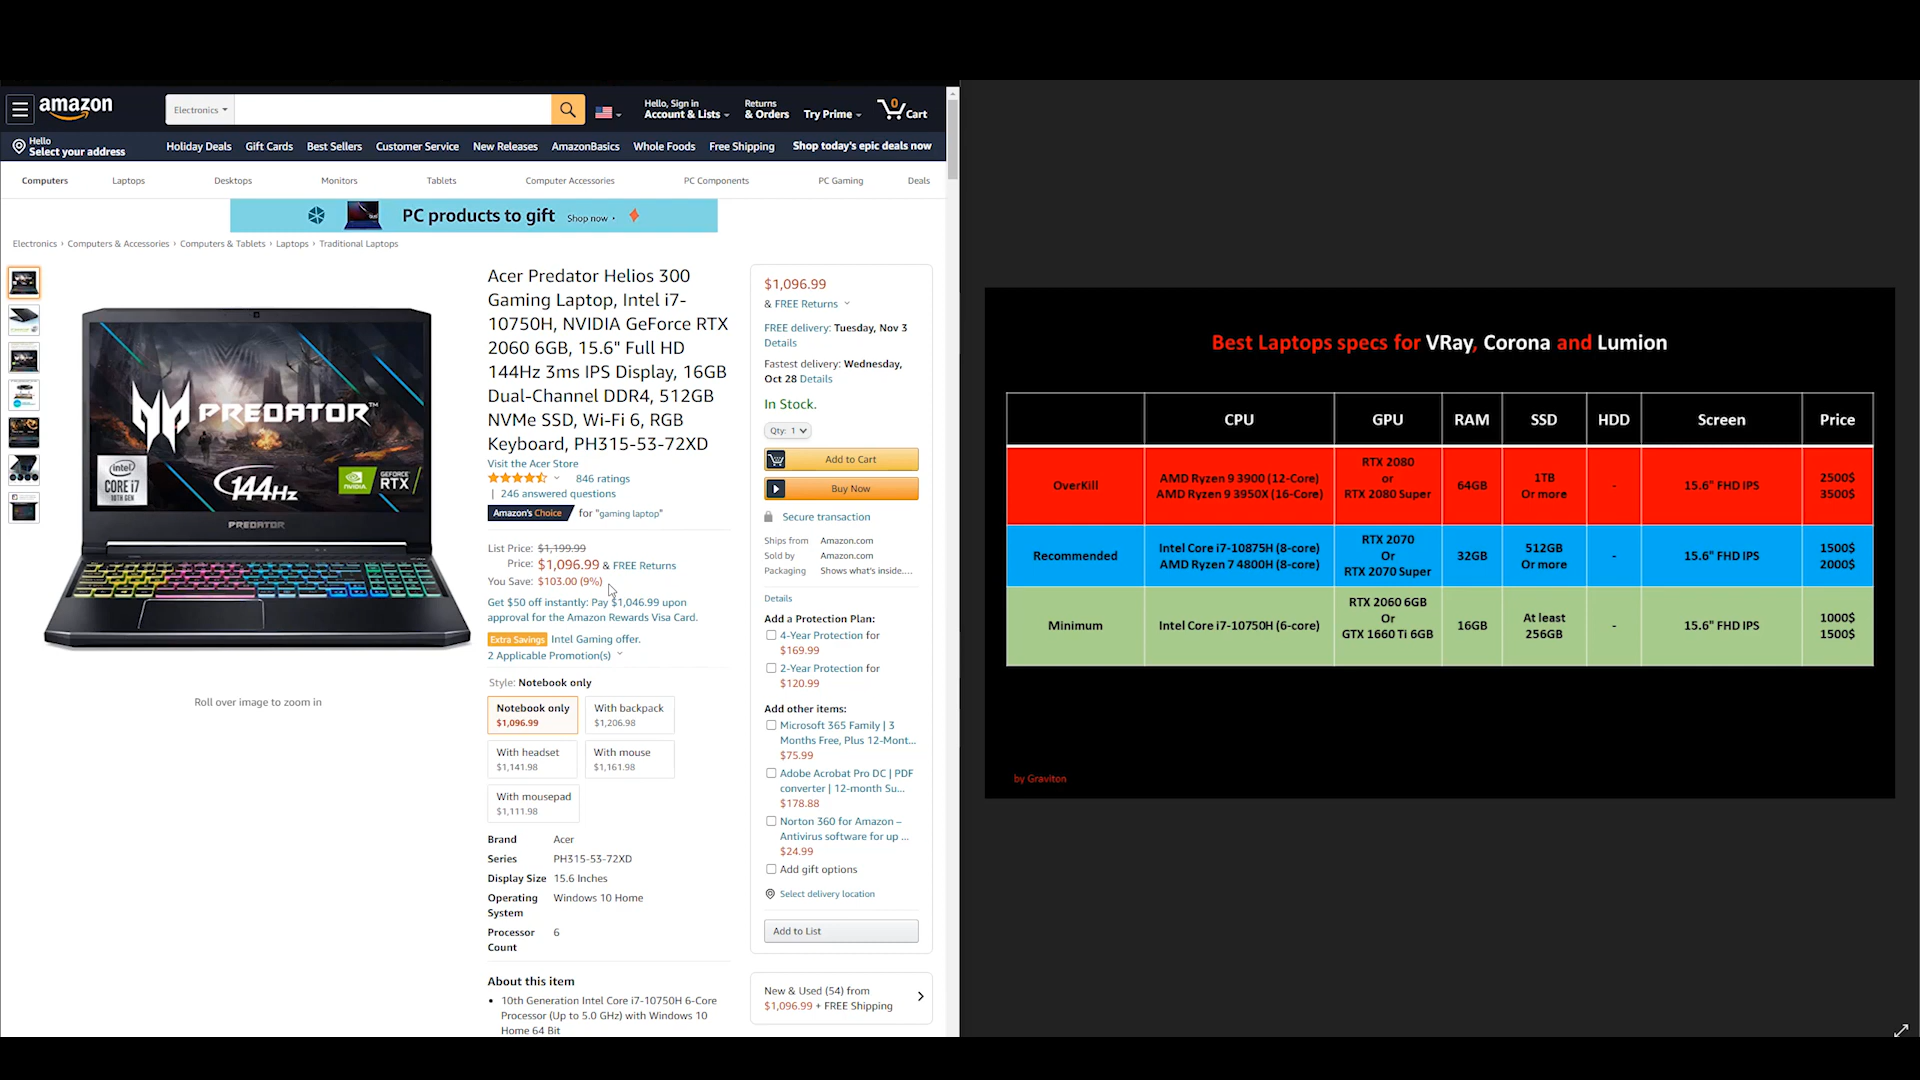 amazon
Electronics
Hello, Sign in
Account & Lists
Returns
& Orders
Try Prime
0
Cart
Hello
Select your address
Holiday Deals
Gift Cards
Best Sellers
Customer Service
New Releases
AmazonBasics
Whole Foods
Free Shipping
Shop today's epic deals now
Computers
Laptops
Desktops
Monitors
Tablets
Computer Accessories
PC Components
PC Gaming
Deals
PC products to gift
Shop now ›
Electronics › Computers & Accessories › Computers & Tablets › Laptops › Traditional Laptops
PREDATOR
intel
CORE i7
10TH GEN
144Hz
NVIDIA
GEFORCE
RTX
PREDATOR
Roll over image to zoom in
Acer Predator Helios 300
Gaming Laptop, Intel i7-
10750H, NVIDIA GeForce RTX
2060 6GB, 15.6" Full HD
144Hz 3ms IPS Display, 16GB
Dual-Channel DDR4, 512GB
NVMe SSD, Wi-Fi 6, RGB
Keyboard, PH315-53-72XD
Visit the Acer Store
846 ratings
| 246 answered questions
Amazon's Choice for "gaming laptop"
List Price: $1,199.99
Price: $1,096.99 & FREE Returns
You Save: $103.00 (9%)
Get $50 off instantly: Pay $1,046.99 upon
approval for the Amazon Rewards Visa Card.
Extra Savings Intel Gaming offer.
2 Applicable Promotion(s)
Style: Notebook only
Notebook only
$1,096.99
With backpack
$1,206.98
With headset
$1,141.98
With mouse
$1,161.98
With mousepad
$1,111.98
Brand Acer
Series PH315-53-72XD
Display Size 15.6 Inches
Operating System Windows 10 Home
Processor Count 6
About this item
• 10th Generation Intel Core i7-10750H 6-Core
Processor (Up to 5.0 GHz) with Windows 10
Home 64 Bit
$1,096.99
& FREE Returns
FREE delivery: Tuesday, Nov 3
Details
Fastest delivery: Wednesday,
Oct 28 Details
In Stock.
Qty: 1
Add to Cart
Buy Now
Secure transaction
Ships from Amazon.com
Sold by Amazon.com
Packaging Shows what's inside....
Details
Add a Protection Plan:
4-Year Protection for
$169.99
2-Year Protection for
$120.99
Add other items:
Microsoft 365 Family | 3
Months Free, Plus 12-Mont...
$75.99
Adobe Acrobat Pro DC | PDF
converter | 12-month Su...
$178.88
Norton 360 for Amazon –
Antivirus software for up ...
$24.99
Add gift options
Select delivery location
Add to List
New & Used (54) from
$1,096.99 + FREE Shipping
Best Laptops specs for VRay, Corona and Lumion
CPU GPU RAM SSD HDD Screen Price
OverKill
AMD Ryzen 9 3900 (12-Core)
AMD Ryzen 9 3950X (16-Core)
RTX 2080
or
RTX 2080 Super
64GB
1TB
Or more
-
15.6" FHD IPS
2500$
3500$
Recommended
Intel Core i7-10875H (8-core)
AMD Ryzen 7 4800H (8-core)
RTX 2070
Or
RTX 2070 Super
32GB
512GB
Or more
-
15.6" FHD IPS
1500$
2000$
Minimum
Intel Core i7-10750H (6-core)
RTX 2060 6GB
Or
GTX 1660 Ti 6GB
16GB
At least
256GB
-
15.6" FHD IPS
1000$
1500$
by Graviton